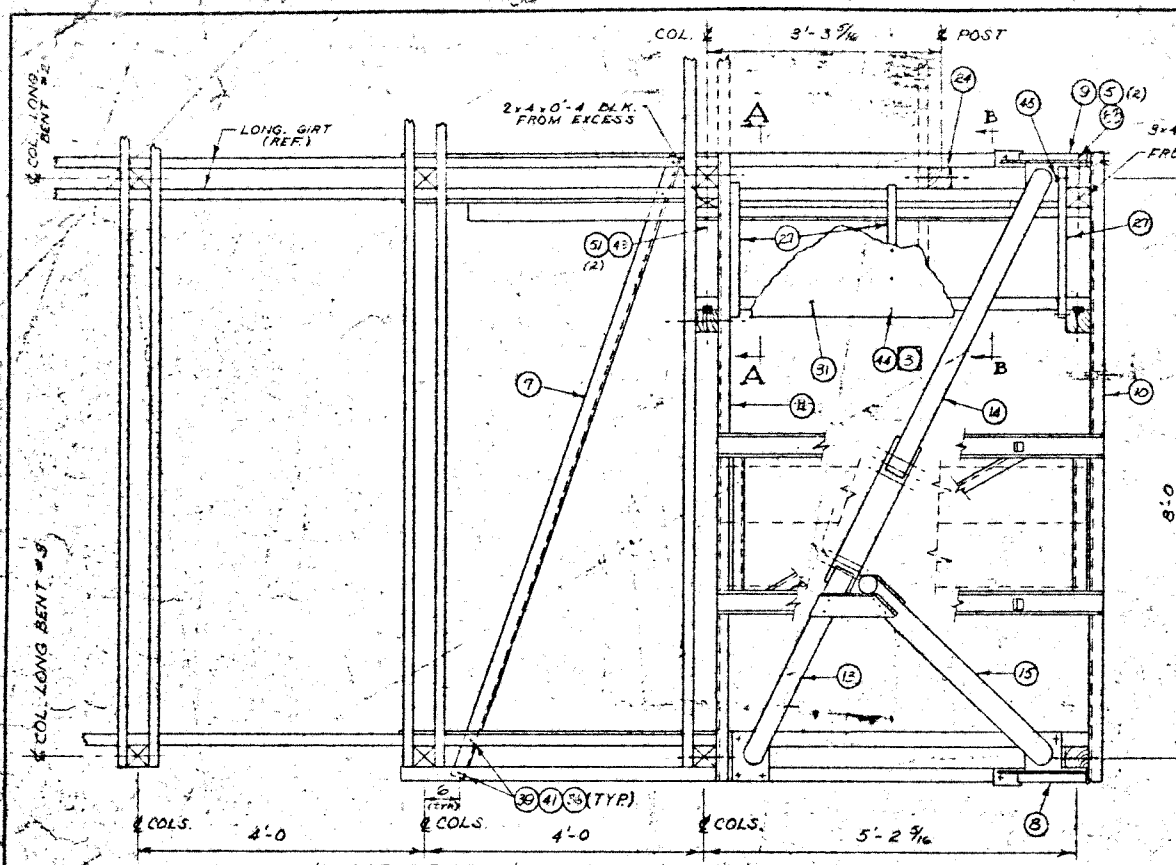 COL. ℄
3'-3 5/16
℄ POST
24
2x4x0'-4 BLK.
FROM EXCESS
A
B
45
9 5 (2)
℄ COL. LONG.
BENT #2
LONG. GIRT
(REF.)
27
27
51 43
(2)
A
31
44 3
B
7
11
14
10
8'-0
℄ COL. LONG BENT #3
13
15
6
(TYP.)
39 41 (TYP.)
8
℄ COLS.
4'-0
℄ COLS.
4'-0
℄ COLS.
5'-2 5/16